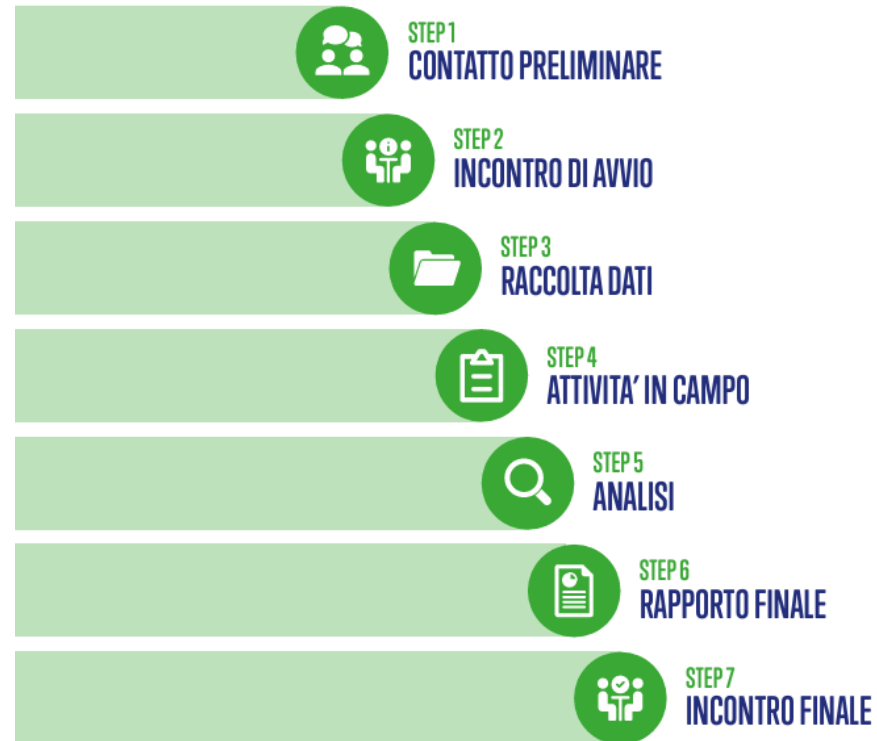 STEP 1
CONTATTO PRELIMINARE
STEP 2
INCONTRO DI AVVIO
STEP 3
RACCOLTA DATI
STEP 4
ATTIVITA’ IN CAMPO
STEP 5
ANALISI
STEP 6
RAPPORTO FINALE
STEP 7
INCONTRO FINALE